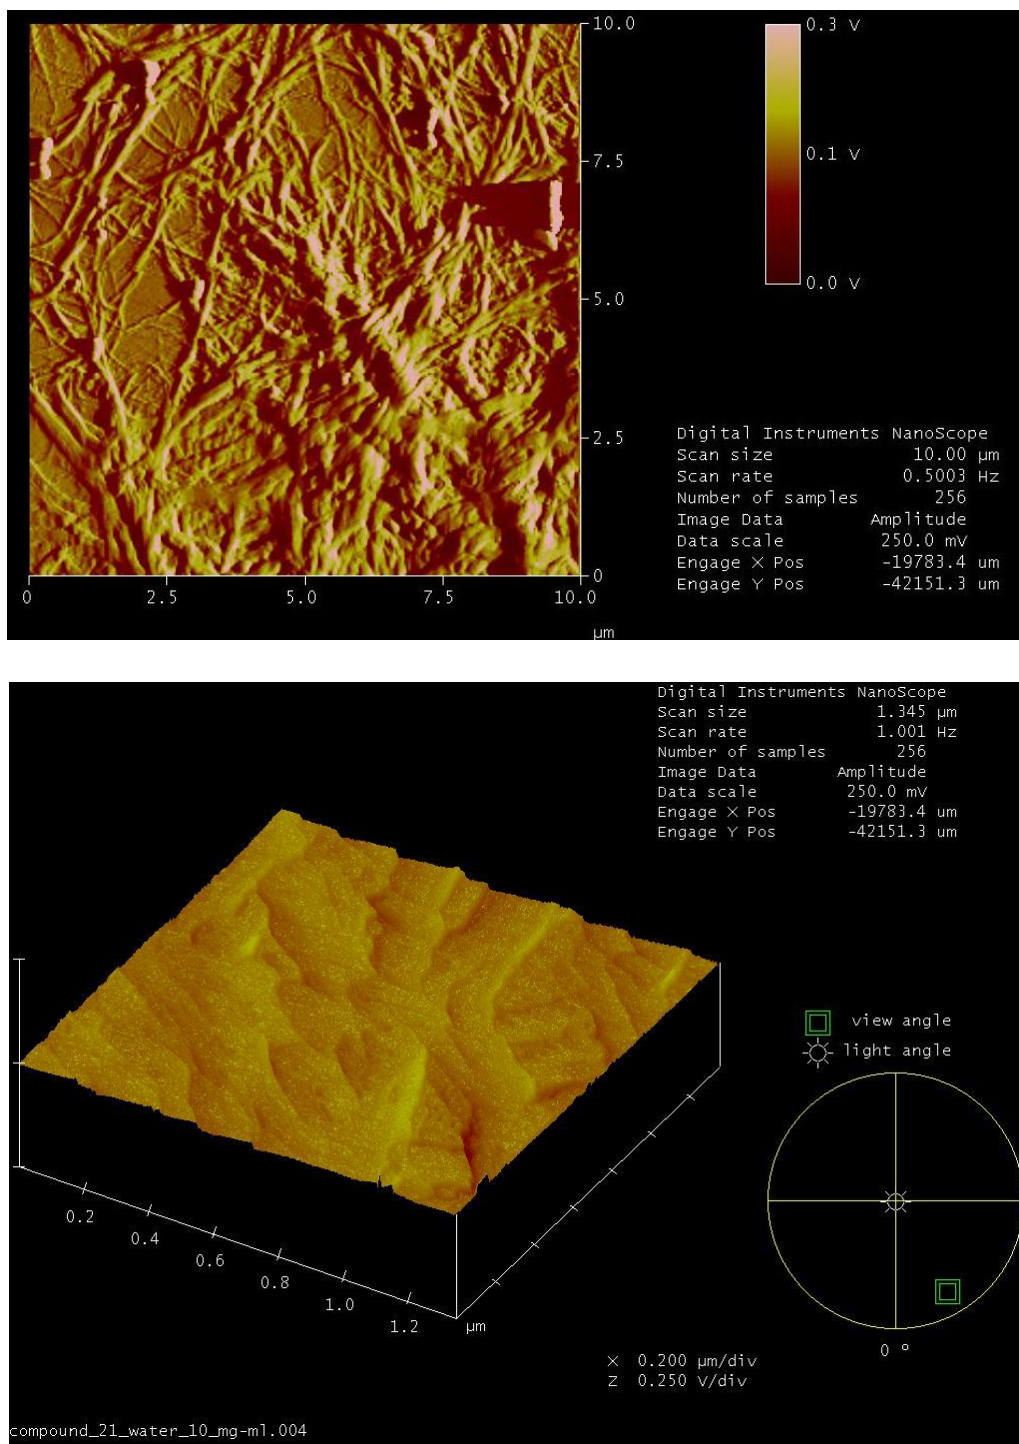 10.0
7.5
5.0
2.5
0
0 2.5 5.0 7.5 10.0
µm
0.3 V
0.1 V
0.0 V
Digital Instruments NanoScope
Scan size 10.00 µm
Scan rate 0.5003 Hz
Number of samples 256
Image Data Amplitude
Data scale 250.0 mV
Engage X Pos -19783.4 um
Engage Y Pos -42151.3 um
Digital Instruments NanoScope
Scan size 1.345 µm
Scan rate 1.001 Hz
Number of samples 256
Image Data Amplitude
Data scale 250.0 mV
Engage X Pos -19783.4 um
Engage Y Pos -42151.3 um
view angle
light angle
0.2
0.4
0.6
0.8
1.0
1.2
µm
0 º
X 0.200 µm/div
Z 0.250 V/div
compound_21_water_10_mg-ml.004